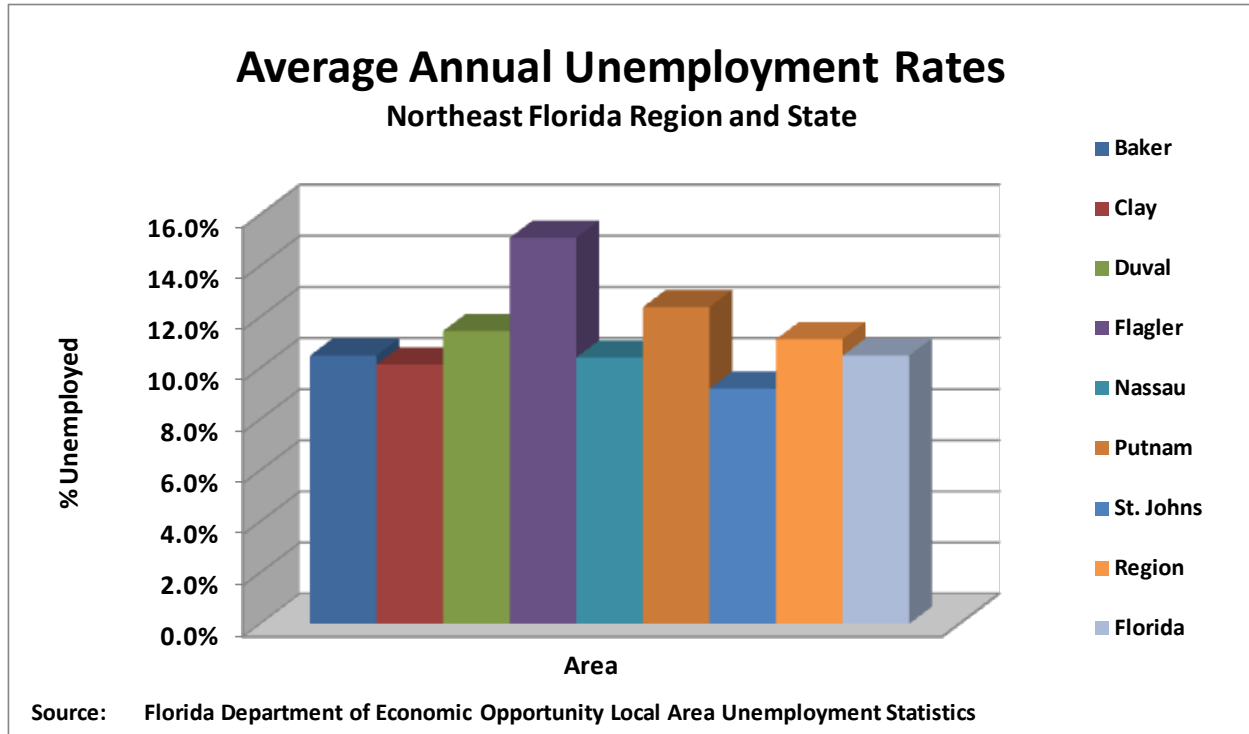 Average Annual Unemployment Rates
Northeast Florida Region and State
% Unemployed
16.0%
14.0%
12.0%
10.0%
8.0%
6.0%
4.0%
2.0%
0.0%
Area
Baker
Clay
Duval
Flagler
Nassau
Putnam
St. Johns
Region
Florida
Source: Florida Department of Economic Opportunity Local Area Unemployment Statistics